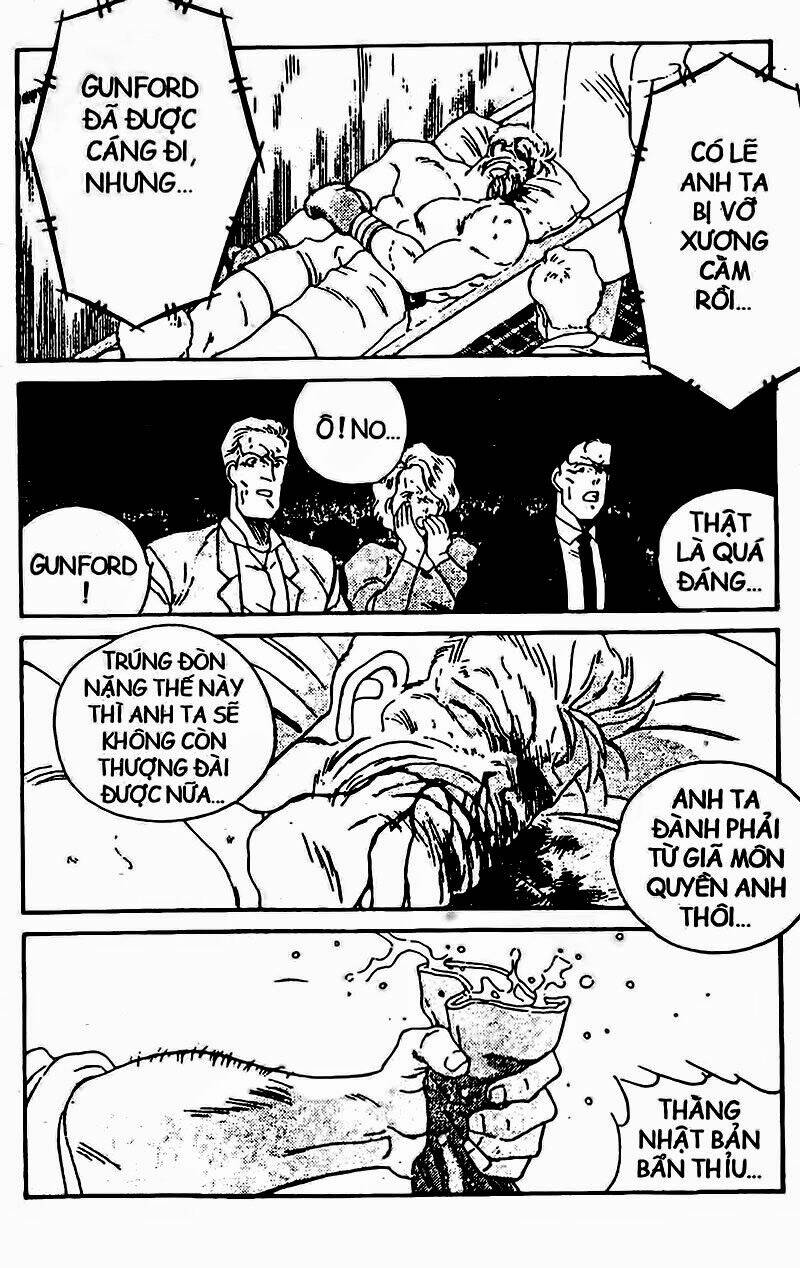 GUNFORD
ĐÃ ĐƯỢC
CÁNG ĐI,
NHƯNG...
CÓ LẼ
ANH TA
BỊ VỠ
XƯƠNG
CẰM
RỒI...
Ô! NO...
GUNFORD
!
THẬT
LÀ QUÁ
ĐÁNG...
TRÚNG ĐÒN
NẶNG THẾ NÀY
THÌ ANH TA SẼ
KHÔNG CÒN
THƯỢNG ĐÀI
ĐƯỢC NỮA...
ANH TA
ĐÀNH PHẢI
TỪ GIÃ MÔN
QUYỀN ANH
THÔI...
THẰNG
NHẬT BẢN
BẨN THỈU...